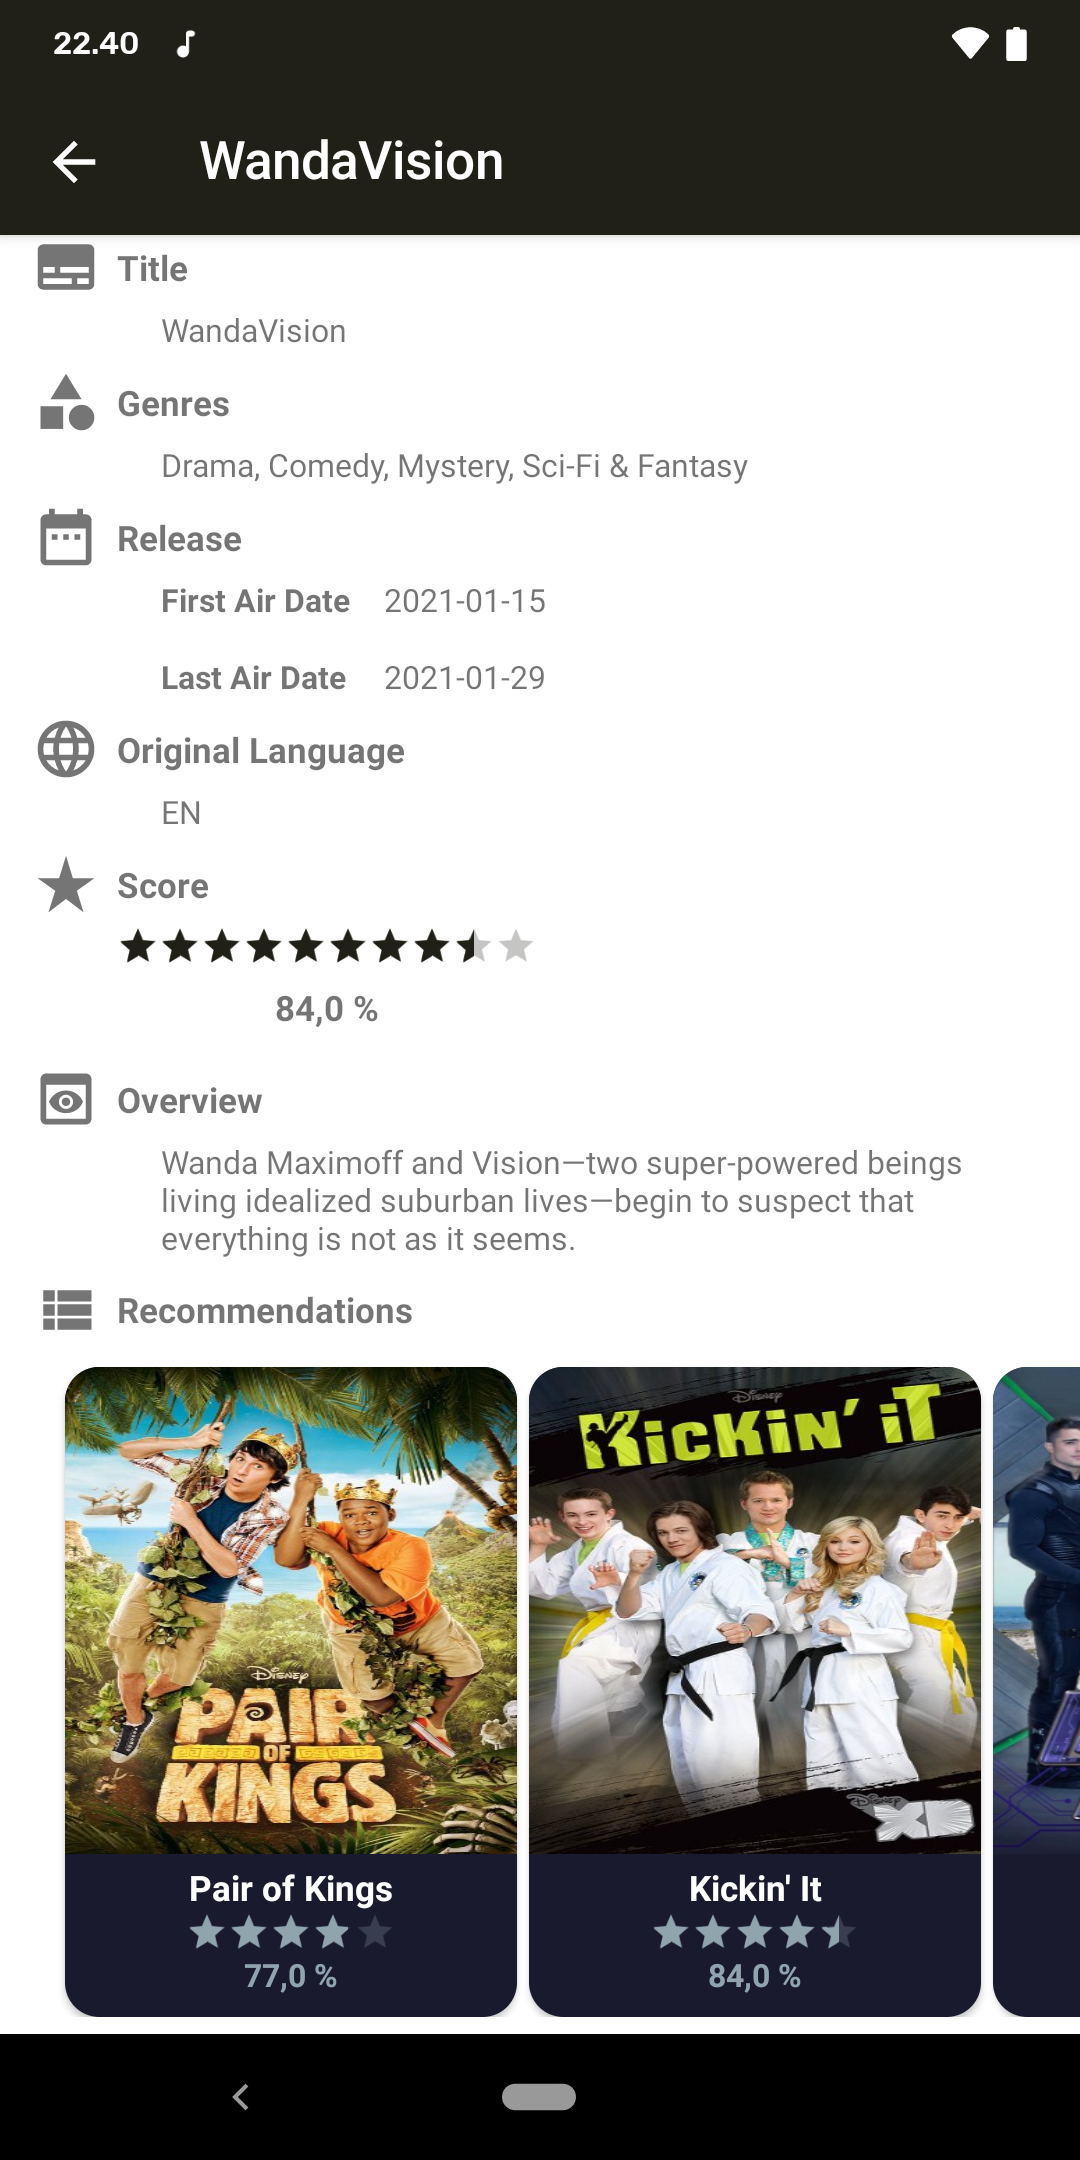 22.40
WandaVision
Title
WandaVision
Genres
Drama, Comedy, Mystery, Sci-Fi & Fantasy
Release
First Air Date 2021-01-15
Last Air Date 2021-01-29
Original Language
EN
Score
84,0 %
Overview
Wanda Maximoff and Vision—two super-powered beings
living idealized suburban lives—begin to suspect that
everything is not as it seems.
Recommendations
Disney
PAIR
OF
KINGS
Pair of Kings
77,0 %
Disney
Kickin' iT
Disney
XD
Kickin' It
84,0 %